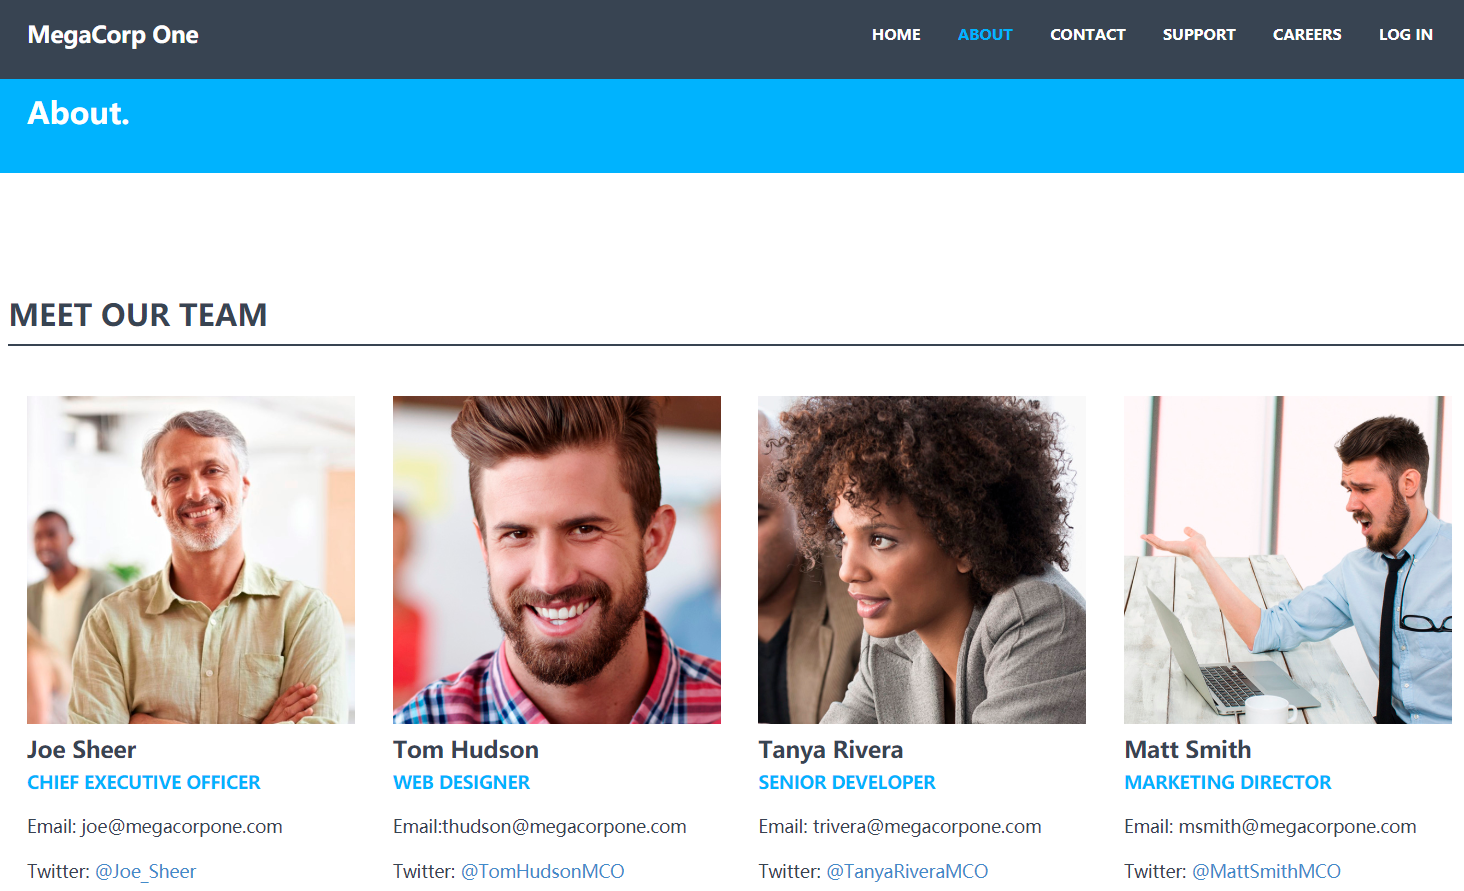 MegaCorp One
HOME ABOUT CONTACT SUPPORT CAREERS LOG IN
About.
MEET OUR TEAM
Joe Sheer
CHIEF EXECUTIVE OFFICER
Email: joe@megacorpone.com
Twitter: @Joe_Sheer
Tom Hudson
WEB DESIGNER
Email:thudson@megacorpone.com
Twitter: @TomHudsonMCO
Tanya Rivera
SENIOR DEVELOPER
Email: trivera@megacorpone.com
Twitter: @TanyaRiveraMCO
Matt Smith
MARKETING DIRECTOR
Email: msmith@megacorpone.com
Twitter: @MattSmithMCO